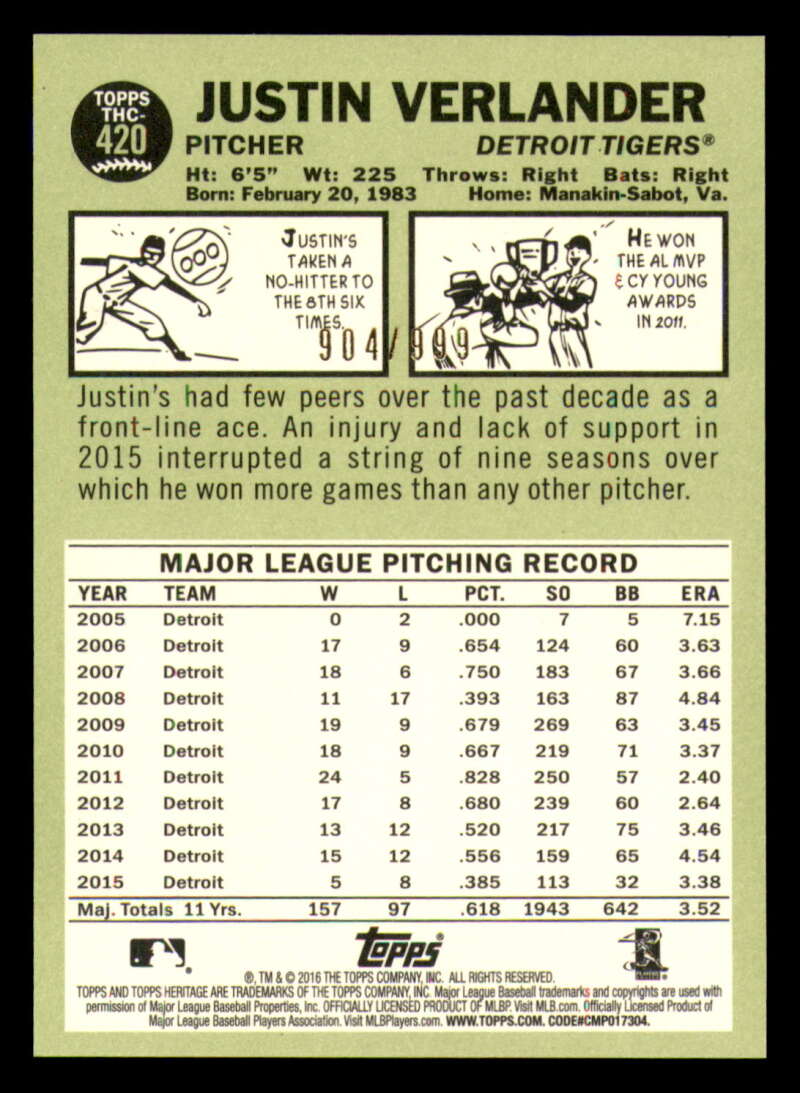 TOPPS
THC-
420
JUSTIN VERLANDER
PITCHER DETROIT TIGERS®
Ht: 6'5" Wt: 225 Throws: Right Bats: Right
Born: February 20, 1983 Home: Manakin-Sabot, Va.
JUSTIN'S
TAKEN A
NO-HITTER TO
THE 8TH SIX
TIMES.
HE WON
THE AL MVP
& CY YOUNG
AWARDS
IN 2011.
904/999
Justin's had few peers over the past decade as a
front-line ace. An injury and lack of support in
2015 interrupted a string of nine seasons over
which he won more games than any other pitcher.
MAJOR LEAGUE PITCHING RECORD
YEAR TEAM W L PCT. SO BB ERA
2005 Detroit 0 2 .000 7 5 7.15
2006 Detroit 17 9 .654 124 60 3.63
2007 Detroit 18 6 .750 183 67 3.66
2008 Detroit 11 17 .393 163 87 4.84
2009 Detroit 19 9 .679 269 63 3.45
2010 Detroit 18 9 .667 219 71 3.37
2011 Detroit 24 5 .828 250 57 2.40
2012 Detroit 17 8 .680 239 60 2.64
2013 Detroit 13 12 .520 217 75 3.46
2014 Detroit 15 12 .556 159 65 4.54
2015 Detroit 5 8 .385 113 32 3.38
Maj. Totals 11 Yrs. 157 97 .618 1943 642 3.52
TOPPS®
®, TM & © 2016 THE TOPPS COMPANY, INC. ALL RIGHTS RESERVED.
TOPPS AND TOPPS HERITAGE ARE TRADEMARKS OF THE TOPPS COMPANY, INC. Major League Baseball trademarks and copyrights are used with
permission of Major League Baseball Properties, Inc. OFFICIALLY LICENSED PRODUCT OF MLBP. Visit MLB.com. Officially Licensed Product of
Major League Baseball Players Association. Visit MLBPlayers.com. WWW.TOPPS.COM. CODE#CMP017304.